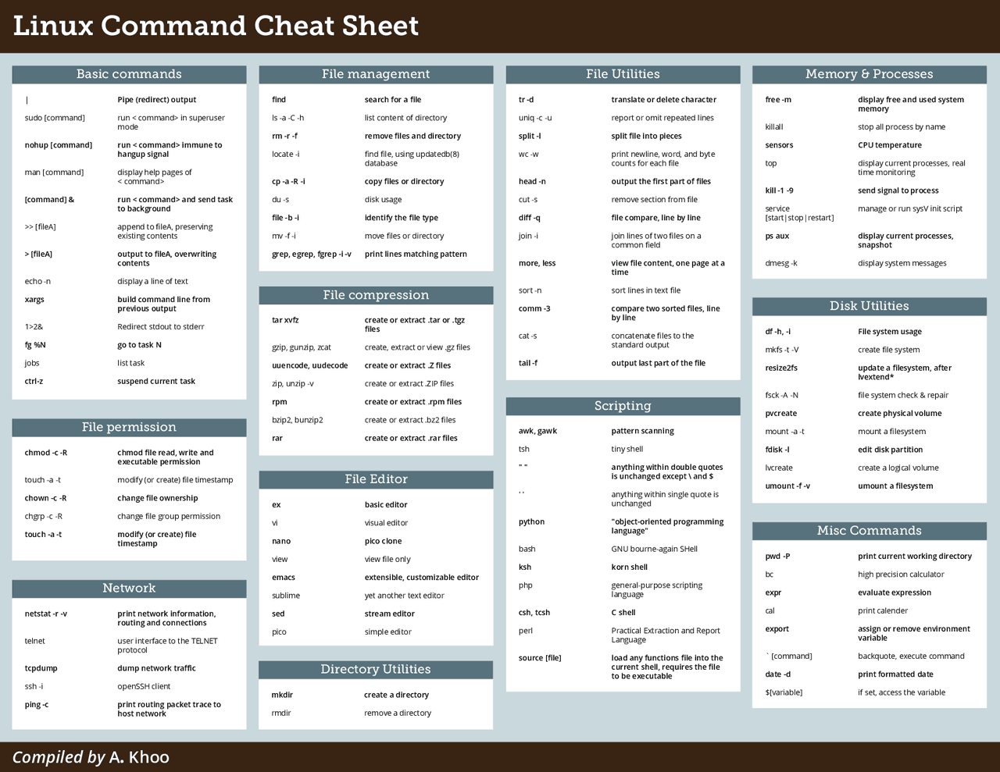 Linux Command Cheat Sheet
Basic commands
| Pipe (redirect) output
sudo [command] run < command> in superuser
mode
nohup [command] run < command> immune to
hangup signal
man [command] display help pages of
< command>
[command] & run < command> and send task
to background
>> [fileA] append to fileA, preserving
existing contents
> [fileA] output to fileA, overwriting
contents
echo -n display a line of text
xargs build command line from
previous output
1>2& Redirect stdout to stderr
fg %N go to task N
jobs list task
ctrl-z suspend current task
File permission
chmod -c -R chmod file read, write and
executable permission
touch -a -t modify (or create) file timestamp
chown -c -R change file ownership
chgrp -c -R change file group permission
touch -a -t modify (or create) file
timestamp
Network
netstat -r -v print network information,
routing and connections
telnet user interface to the TELNET
protocol
tcpdump dump network traffic
ssh -i openSSH client
ping -c print routing packet trace to
host network
File management
find search for a file
ls -a -C -h list content of directory
rm -r -f remove files and directory
locate -i find file, using updatedb(8)
database
cp -a -R -i copy files or directory
du -s disk usage
file -b -i identify the file type
mv -f -i move files or directory
grep, egrep, fgrep -i -v print lines matching pattern
File compression
tar xvfz create or extract .tar or .tgz
files
gzip, gunzip, zcat create, extract or view .gz files
uuencode, uudecode create or extract .Z files
zip, unzip -v create or extract .ZIP files
rpm create or extract .rpm files
bzip2, bunzip2 create or extract .bz2 files
rar create or extract .rar files
File Editor
ex basic editor
vi visual editor
nano pico clone
view view file only
emacs extensible, customizable editor
sublime yet another text editor
sed stream editor
pico simple editor
Directory Utilities
mkdir create a directory
rmdir remove a directory
File Utilities
tr -d translate or delete character
uniq -c -u report or omit repeated lines
split -l split file into pieces
wc -w print newline, word, and byte
counts for each file
head -n output the first part of files
cut -s remove section from file
diff -q file compare, line by line
join -i join lines of two files on a
common field
more, less view file content, one page at a
time
sort -n sort lines in text file
comm -3 compare two sorted files, line
by line
cat -s concatenate files to the
standard output
tail -f output last part of the file
Scripting
awk, gawk pattern scanning
tsh tiny shell
" " anything within double quotes
is unchanged except \ and $
' ' anything within single quote is
unchanged
python "object-oriented programming
language"
bash GNU bourne-again SHell
ksh korn shell
php general-purpose scripting
language
csh, tcsh C shell
perl Practical Extraction and Report
Language
source [file] load any functions file into the
current shell, requires the file
to be executable
Memory & Processes
free -m display free and used system
memory
killall stop all process by name
sensors CPU temperature
top display current processes, real
time monitoring
kill -1 -9 send signal to process
service manage or run sysV init script
[start|stop|restart]
ps aux display current processes,
snapshot
dmesg -k display system messages
Disk Utilities
df -h, -i File system usage
mkfs -t -V create file system
resize2fs update a filesystem, after
lvextend*
fsck -A -N file system check & repair
pvcreate create physical volume
mount -a -t mount a filesystem
fdisk -l edit disk partition
lvcreate create a logical volume
umount -f -v umount a filesystem
Misc Commands
pwd -P print current working directory
bc high precision calculator
expr evaluate expression
cal print calender
export assign or remove environment
variable
` [command] backquote, execute command
date -d print formatted date
$[variable] if set, access the variable
Compiled by A. Khoo